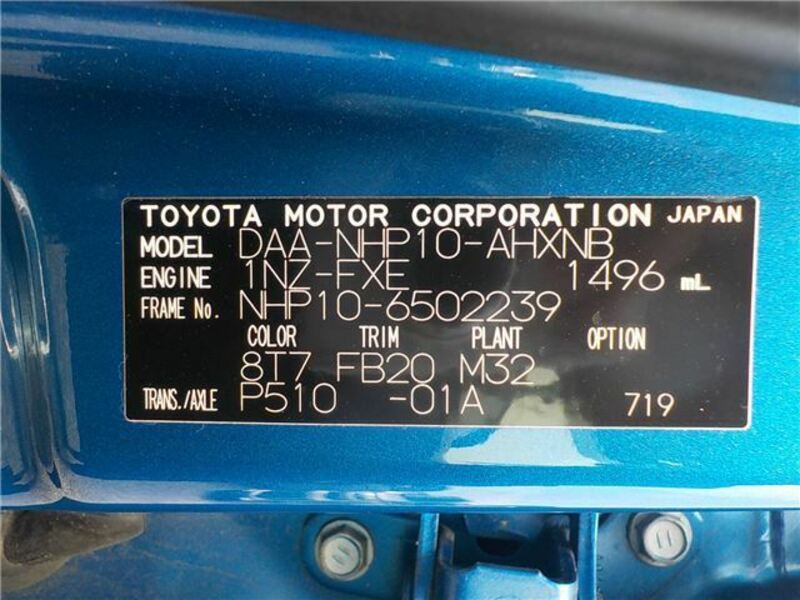 TOYOTA MOTOR CORPORATION JAPAN
MODEL DAA-NHP10-AHXNB
ENGINE 1NZ-FXE 1496 mL
FRAME No. NHP10-6502239
COLOR TRIM PLANT OPTION
8T7 FB20 M32
TRANS./AXLE P510 -01A 719